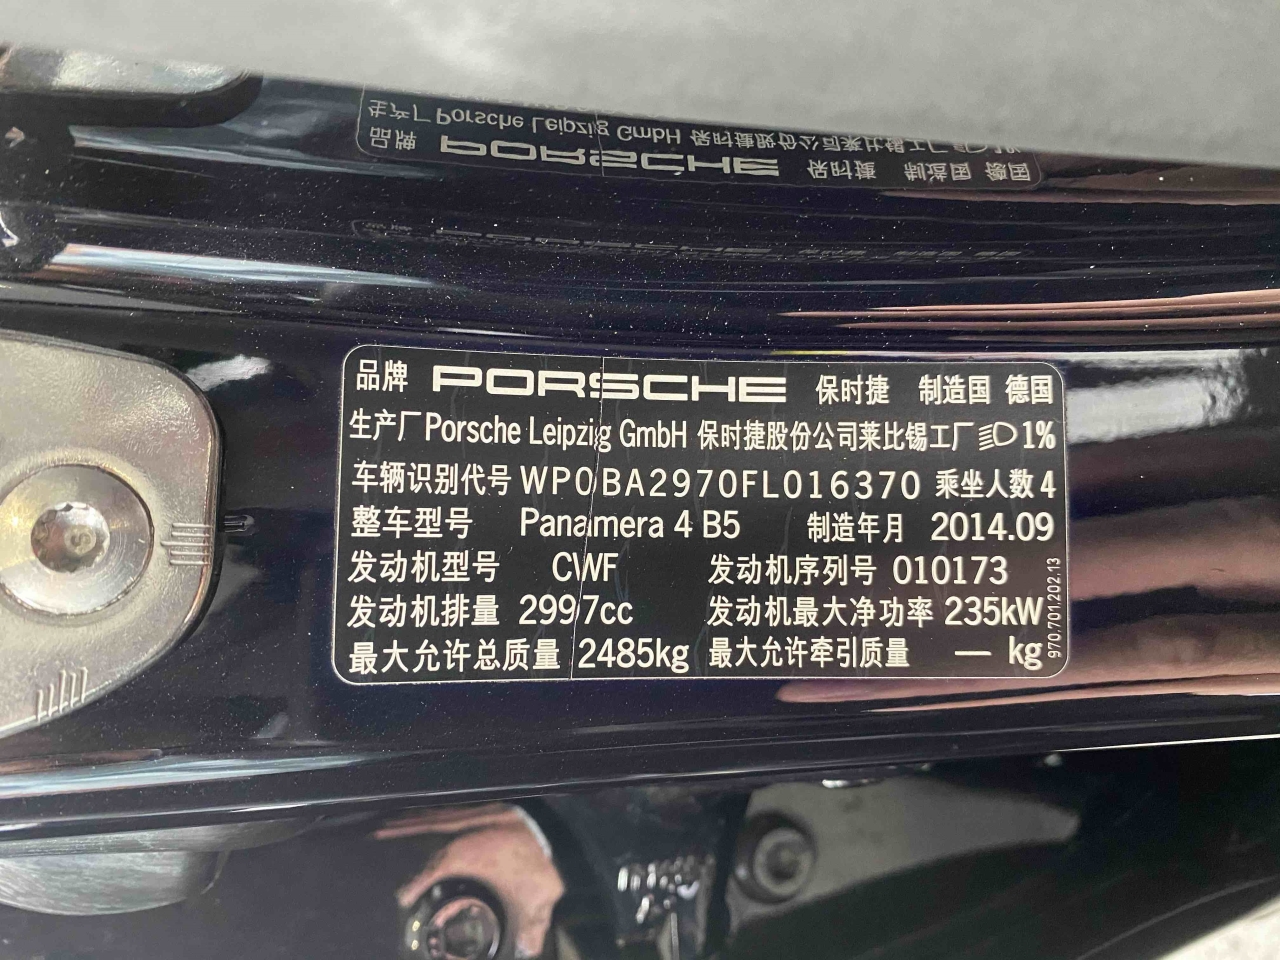 品牌 PORSCHE 保时捷 制造国 德国
生产厂 Porsche Leipzig GmbH 保时捷股份公司莱比锡工厂 1%
车辆识别代号 WP0BA2970FL016370 乘坐人数 4
整车型号 Panamera 4 B5 制造年月 2014.09
发动机型号 CWF 发动机序列号 010173
发动机排量 2997cc 发动机最大净功率 235kW
最大允许总质量 2485kg 最大允许牵引质量 — kg
970.701.202.13